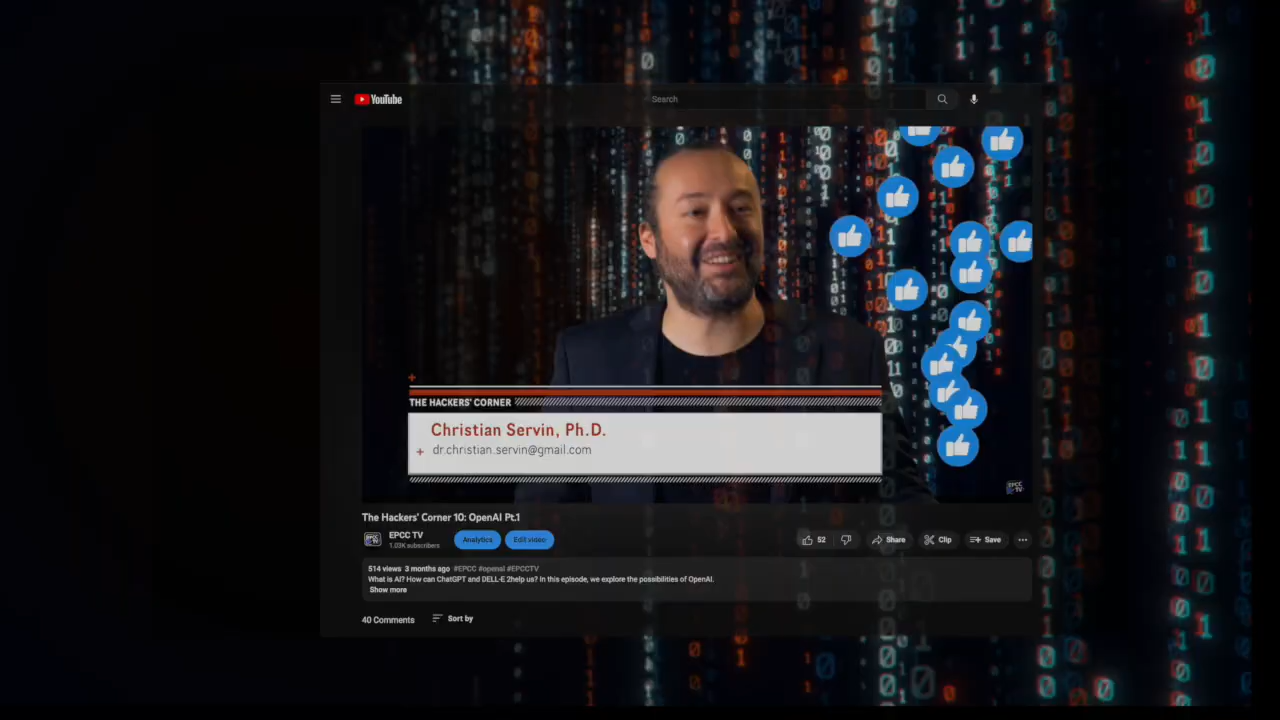 YouTube
Search
THE HACKERS' CORNER
Christian Servin, Ph.D.
dr.christian.servin@gmail.com
EPCC TV
The Hackers' Corner 10: OpenAI Pt.1
EPCC TV
1.03K subscribers
Analytics
Edit video
52
Share
Clip
Save
514 views 3 months ago #EPCC #openai #EPCCTV
What is AI? How can ChatGPT and DELL-E 2help us? In this episode, we explore the possibilities of OpenAI.
Show more
40 Comments
Sort by